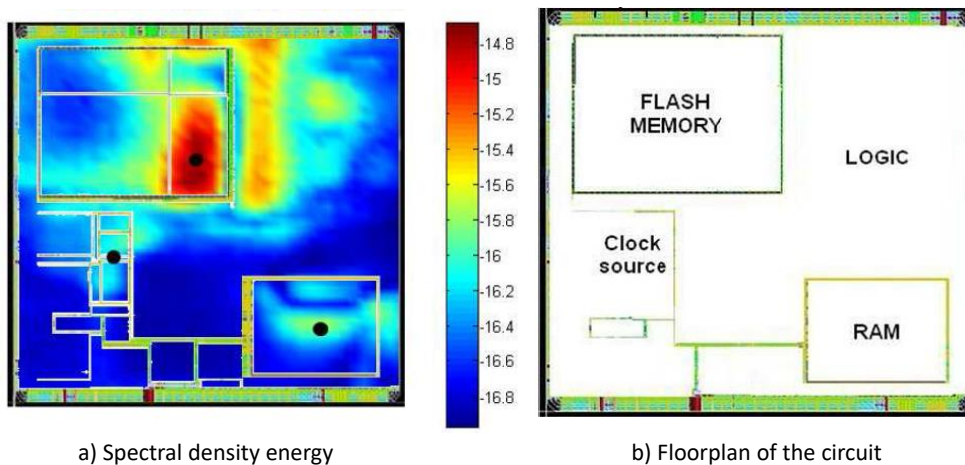 -14.8
-15
-15.2
-15.4
-15.6
-15.8
-16
-16.2
-16.4
-16.6
-16.8
FLASH
MEMORY
LOGIC
Clock
source
RAM
a) Spectral density energy
b) Floorplan of the circuit